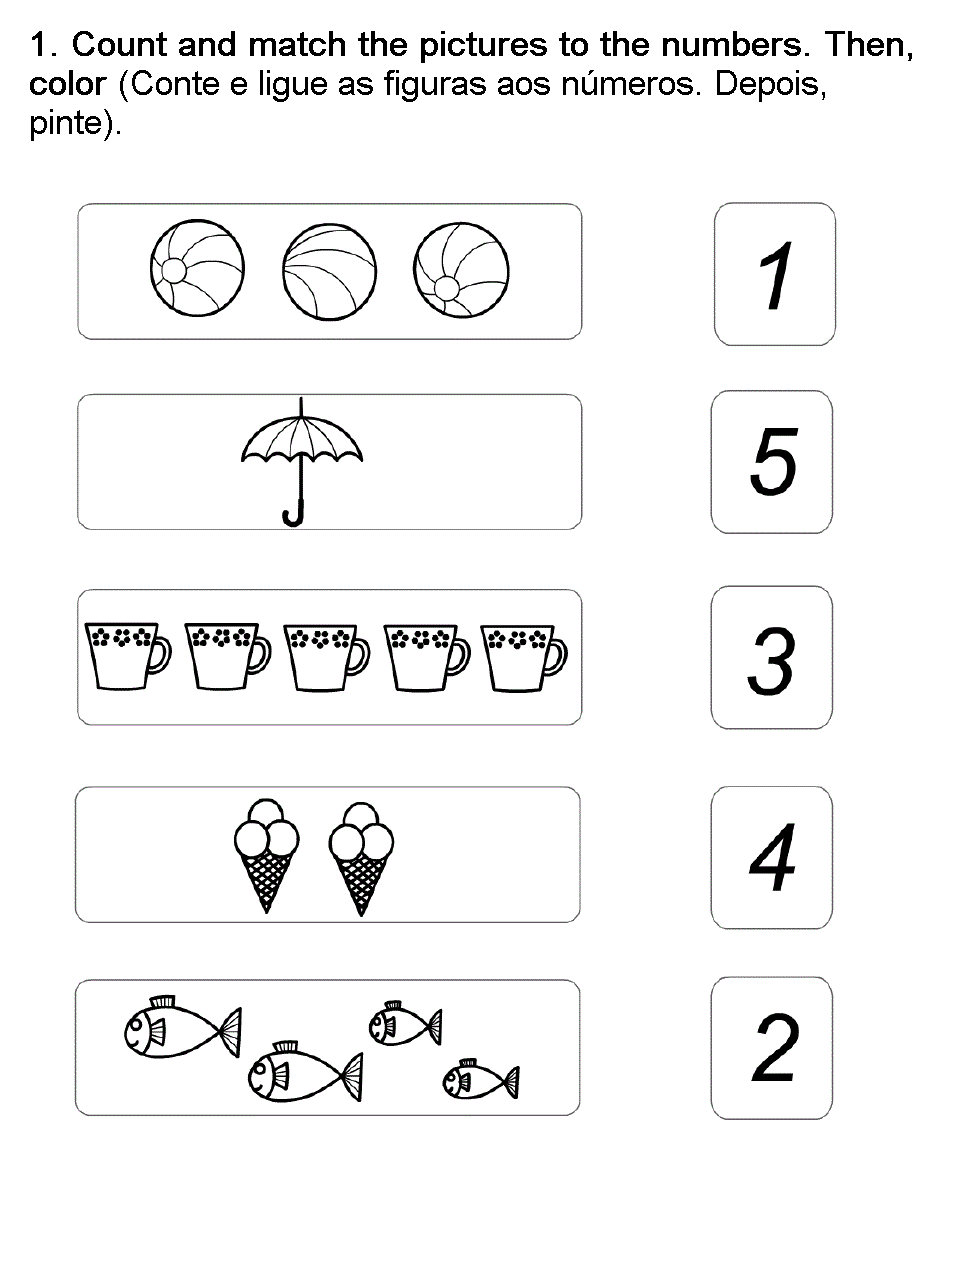 1. Count and match the pictures to the numbers. Then,
color (Conte e ligue as figuras aos números. Depois,
pinte).
1
5
3
4
2